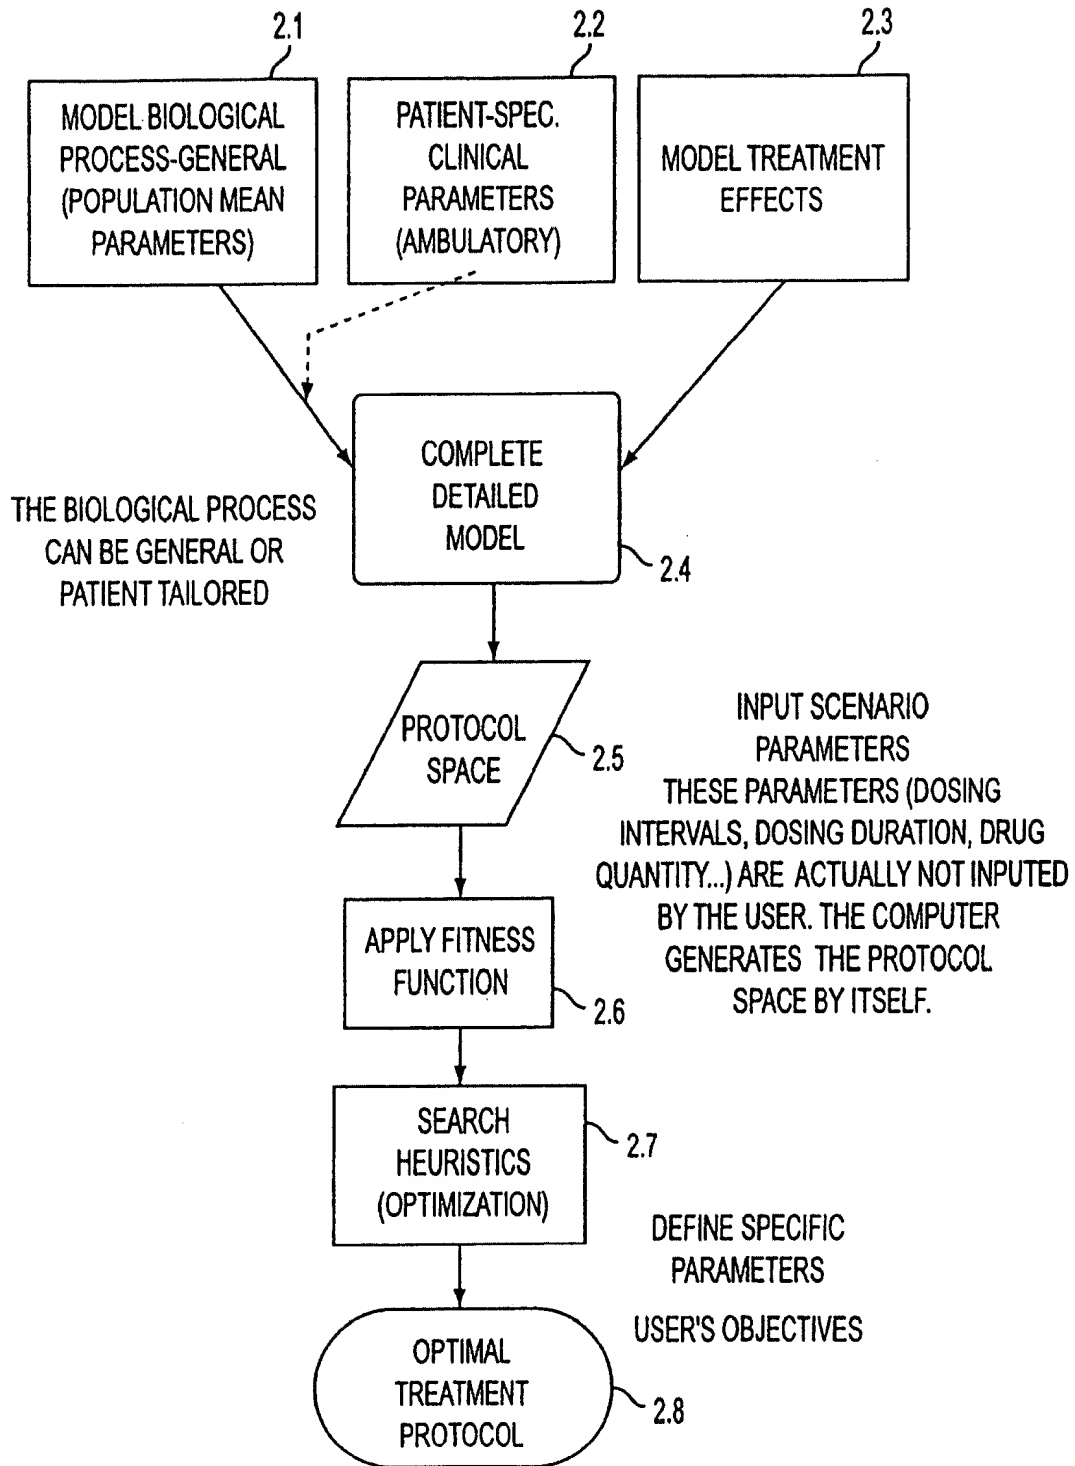 2.1
2.2
2.3
MODEL BIOLOGICAL
PROCESS-GENERAL
(POPULATION MEAN
PARAMETERS)
PATIENT-SPEC.
CLINICAL
PARAMETERS
(AMBULATORY)
MODEL TREATMENT
EFFECTS
COMPLETE
DETAILED
MODEL
2.4
THE BIOLOGICAL PROCESS
CAN BE GENERAL OR
PATIENT TAILORED
PROTOCOL
SPACE
2.5
INPUT SCENARIO
PARAMETERS
THESE PARAMETERS (DOSING
INTERVALS, DOSING DURATION, DRUG
QUANTITY...) ARE ACTUALLY NOT INPUTED
BY THE USER. THE COMPUTER
GENERATES THE PROTOCOL
SPACE BY ITSELF.
APPLY FITNESS
FUNCTION
2.6
SEARCH
HEURISTICS
(OPTIMIZATION)
2.7
DEFINE SPECIFIC
PARAMETERS
USER'S OBJECTIVES
OPTIMAL
TREATMENT
PROTOCOL
2.8